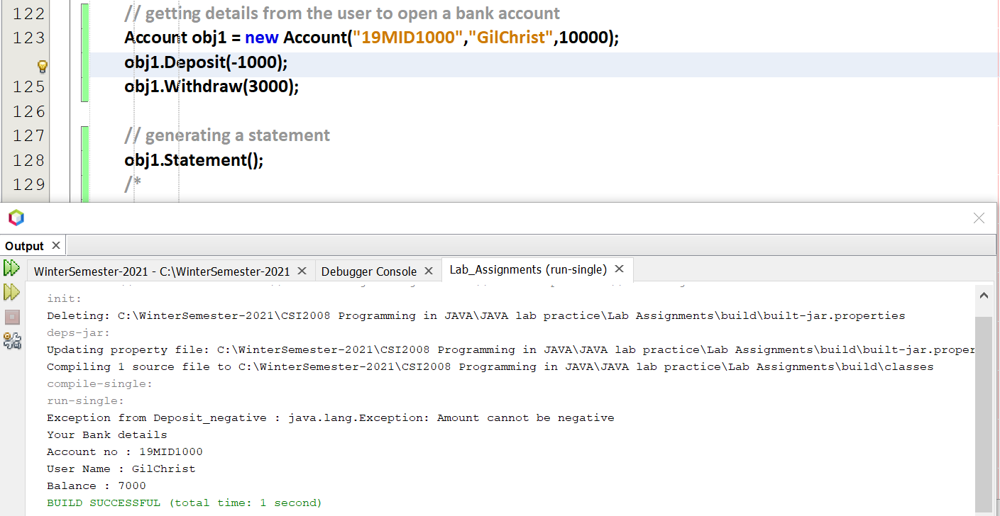 122 // getting details from the user to open a bank account
123 Account obj1 = new Account("19MID1000","GilChrist",10000);
obj1.Deposit(-1000);
125 obj1.Withdraw(3000);
126
127 // generating a statement
128 obj1.Statement();
129 /*
Output
WinterSemester-2021 - C:\WinterSemester-2021 Debugger Console Lab_Assignments (run-single)
init:
Deleting: C:\WinterSemester-2021\CSI2008 Programming in JAVA\JAVA lab practice\Lab Assignments\build\built-jar.properties
deps-jar:
Updating property file: C:\WinterSemester-2021\CSI2008 Programming in JAVA\JAVA lab practice\Lab Assignments\build\built-jar.proper
Compiling 1 source file to C:\WinterSemester-2021\CSI2008 Programming in JAVA\JAVA lab practice\Lab Assignments\build\classes
compile-single:
run-single:
Exception from Deposit_negative : java.lang.Exception: Amount cannot be negative
Your Bank details
Account no : 19MID1000
User Name : GilChrist
Balance : 7000
BUILD SUCCESSFUL (total time: 1 second)